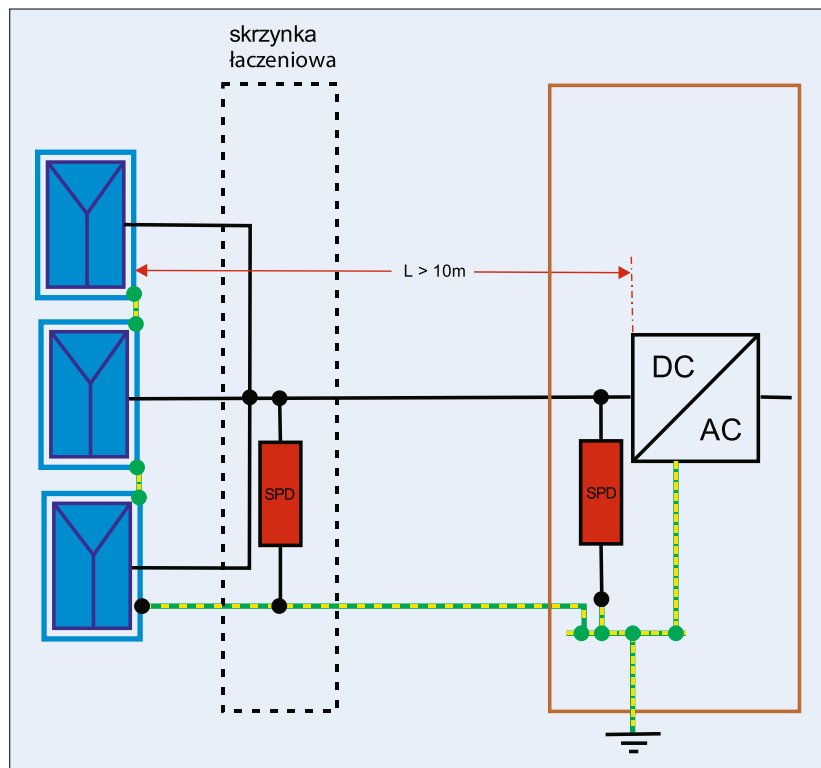 skrzynka
łaczeniowa
L > 10m
DC
AC
SPD
SPD